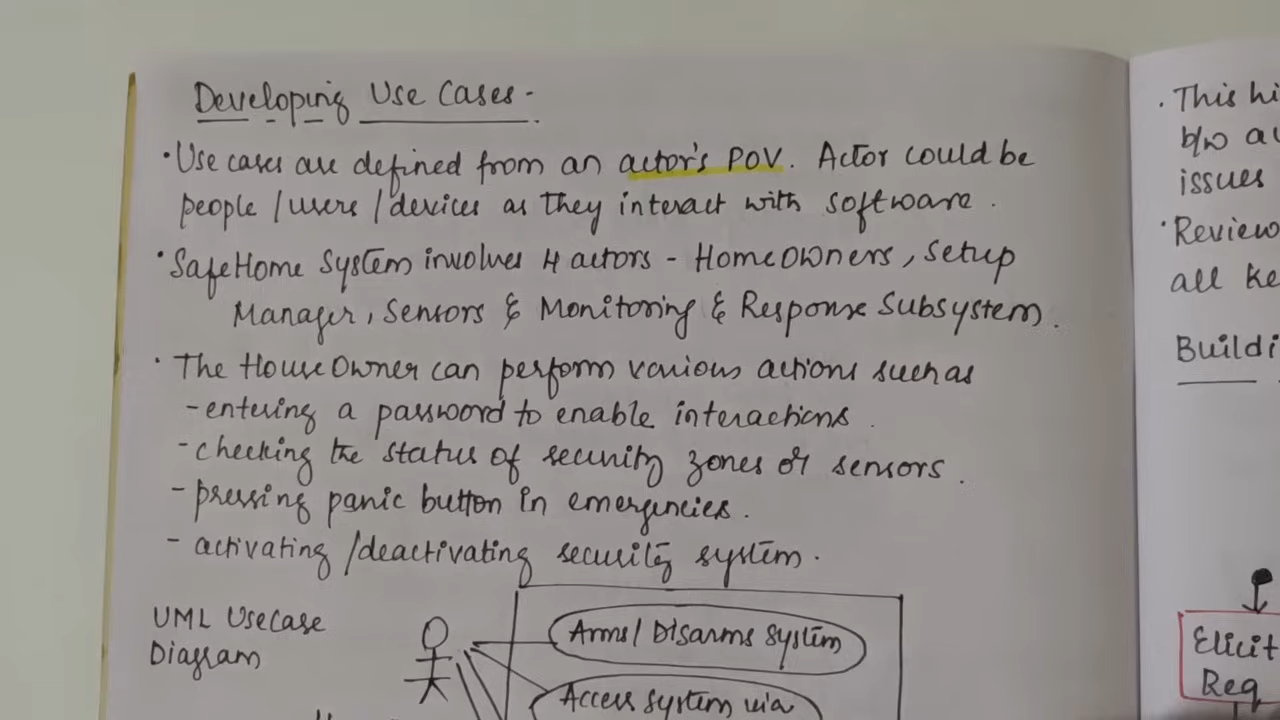 Developing Use Cases -
• Use cases are defined from an actor's POV. Actor could be
people / users / devices as they interact with software.
• SafeHome System involves 4 actors - HomeOwners, Setup
Manager, Sensors & Monitoring & Response Subsystem.
• The HouseOwner can perform various actions such as
- entering a password to enable interactions.
- checking the status of security zones or sensors.
- pressing panic button in emergencies.
- activating / deactivating security system.
UML UseCase
Diagram
Arms/ Disarms System
Access System via
• This hi
b/w
issues
• Review
all Ke
Buildi
Elicit
Req